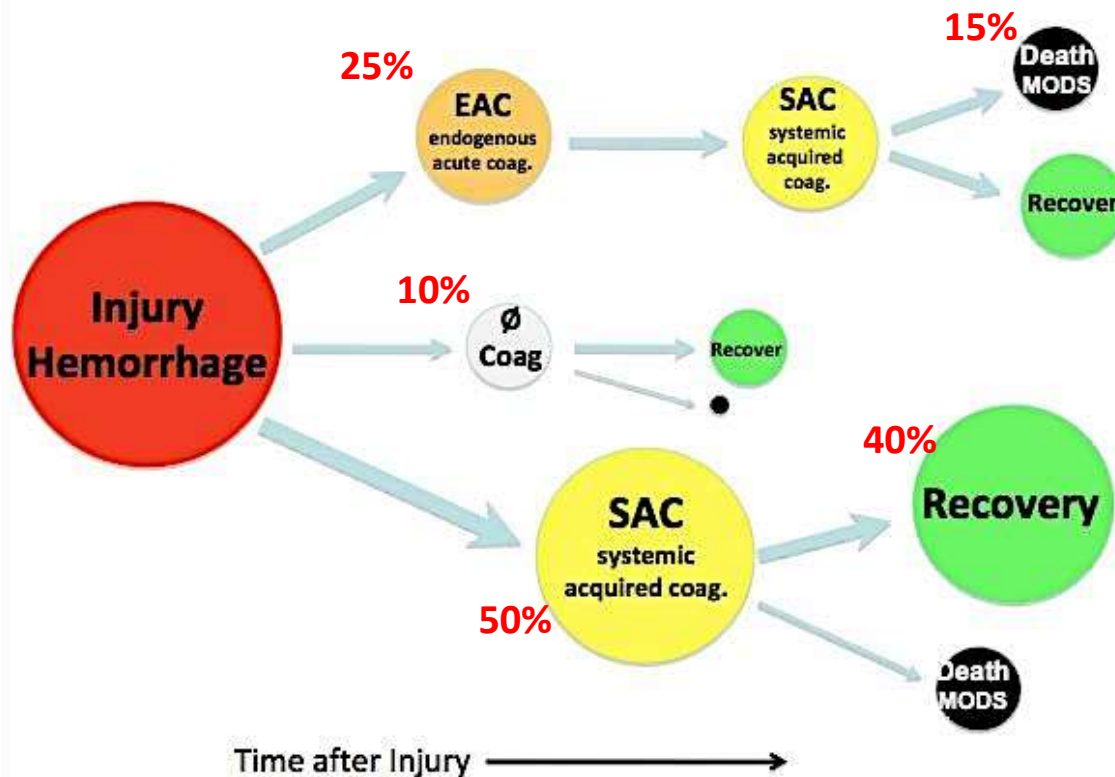 15%
Death
MODS
25%
EAC
endogenous
acute coag.
SAC
systemic
acquired
coag.
Recover
Injury
Hemorrhage
10%
Ø
Coag
Recover
40%
Recovery
SAC
systemic
acquired coag.
50%
Death
MODS
Time after Injury